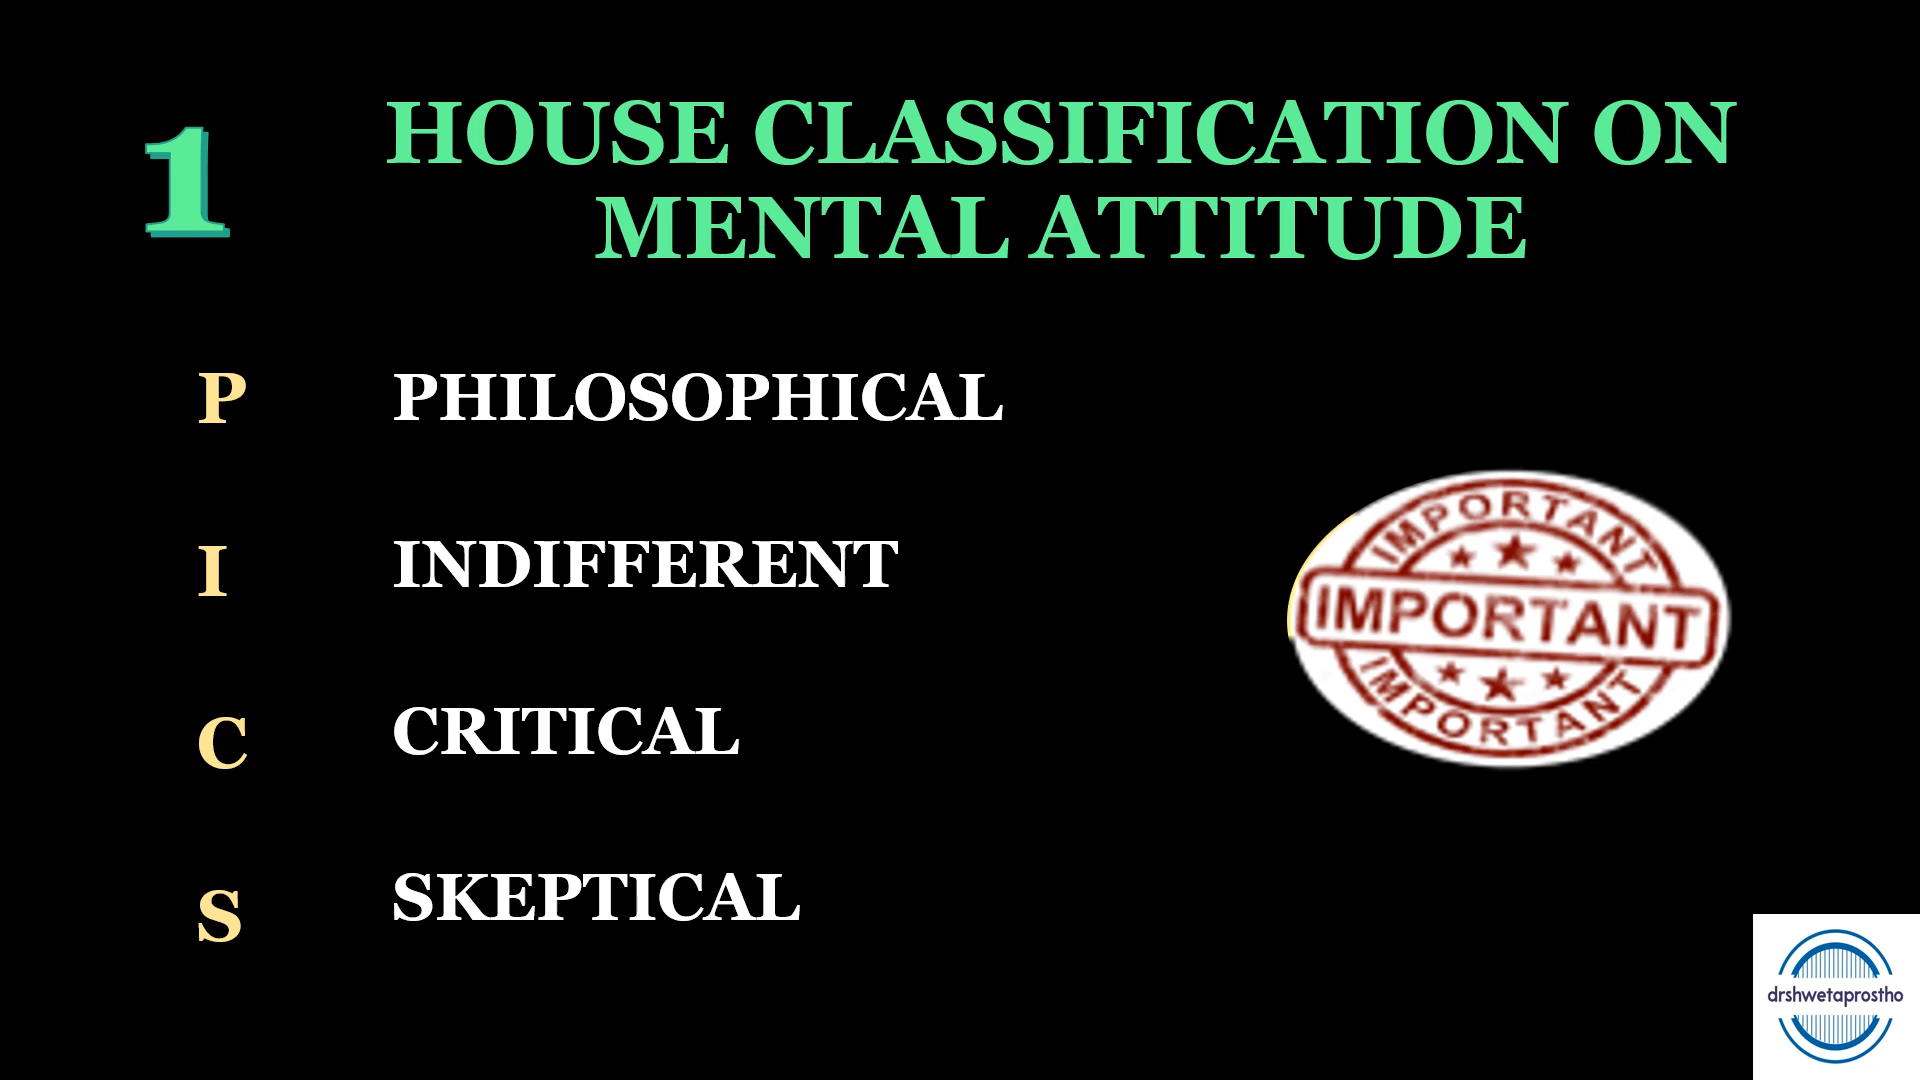 1
HOUSE CLASSIFICATION ON
MENTAL ATTITUDE
P PHILOSOPHICAL
I INDIFFERENT
C CRITICAL
S SKEPTICAL
IMPORTANT
IMPORTANT
IMPORTANT
drshwetaprostho